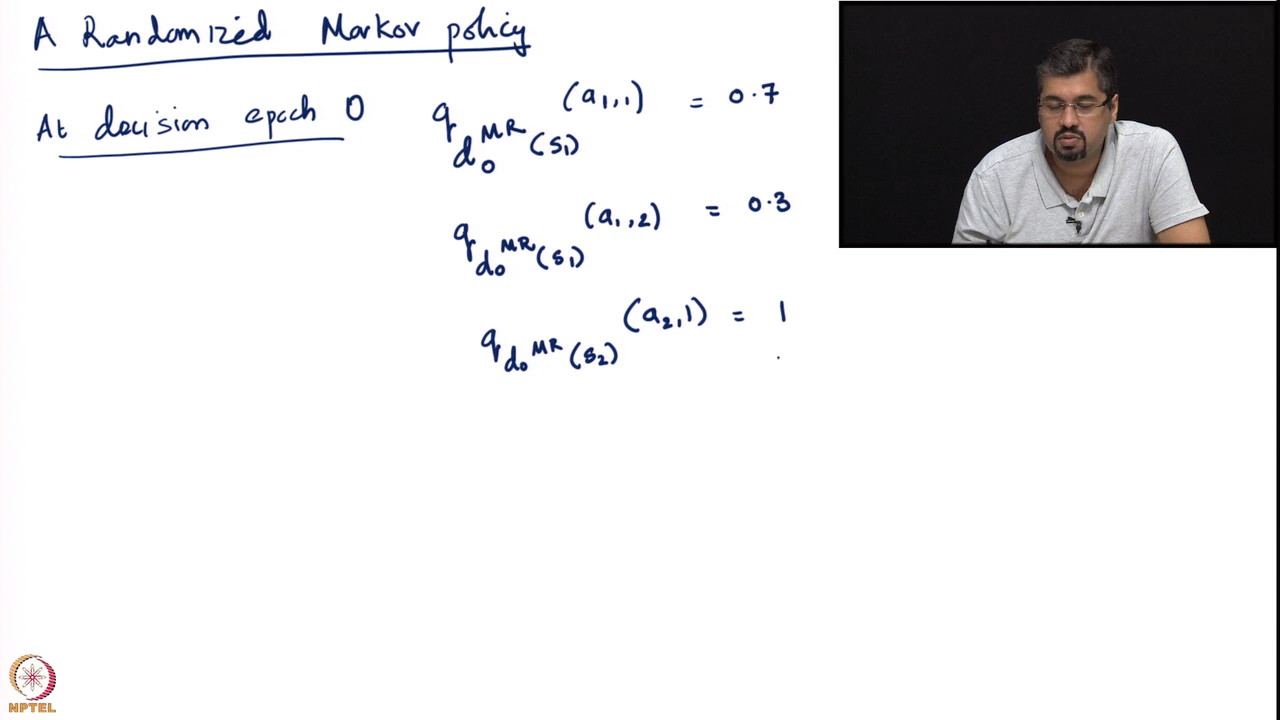 A Randomized Markov policy
At decision epoch 0 q_{d_0^{MR}(s_1)}(a_{1,1}) = 0.7
q_{d_0^{MR}(s_1)}(a_{1,2}) = 0.3
q_{d_0^{MR}(s_2)}(a_{2,1}) = 1
NPTEL